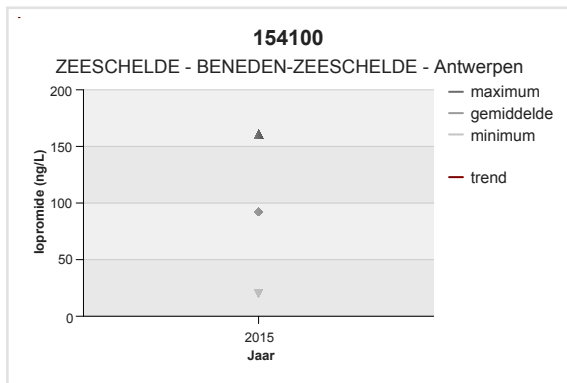 154100
ZEESCHELDE - BENEDEN-ZEESCHELDE - Antwerpen
maximum
gemiddelde
minimum
trend
Iopromide (ng/L)
200
150
100
50
0
2015
Jaar